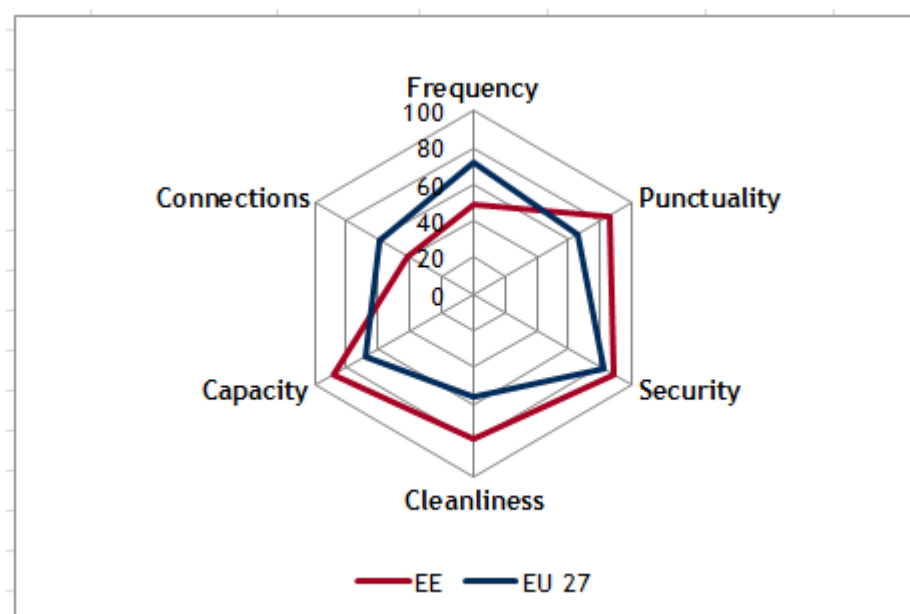 Frequency
100
80
60
40
20
0
Connections
Punctuality
Capacity
Security
Cleanliness
EE
EU 27